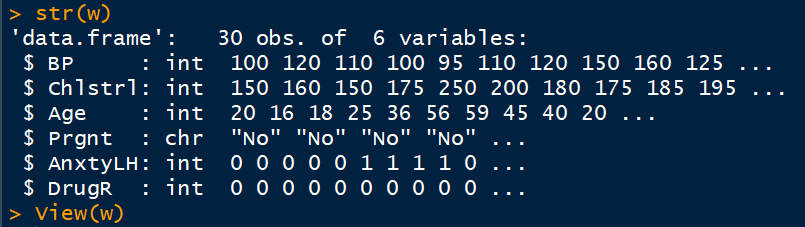 > str(w)
'data.frame':   30 obs. of  6 variables:
 $ BP     : int  100 120 110 100 95 110 120 150 160 125 ...
 $ Chlstrl: int  150 160 150 175 250 200 180 175 185 195 ...
 $ Age    : int  20 16 18 25 36 56 59 45 40 20 ...
 $ Prgnt  : chr  "No" "No" "No" "No" ...
 $ AnxtyLH: int  0 0 0 0 0 1 1 1 1 0 ...
 $ DrugR  : int  0 0 0 0 0 0 0 0 0 0 ...
> View(w)